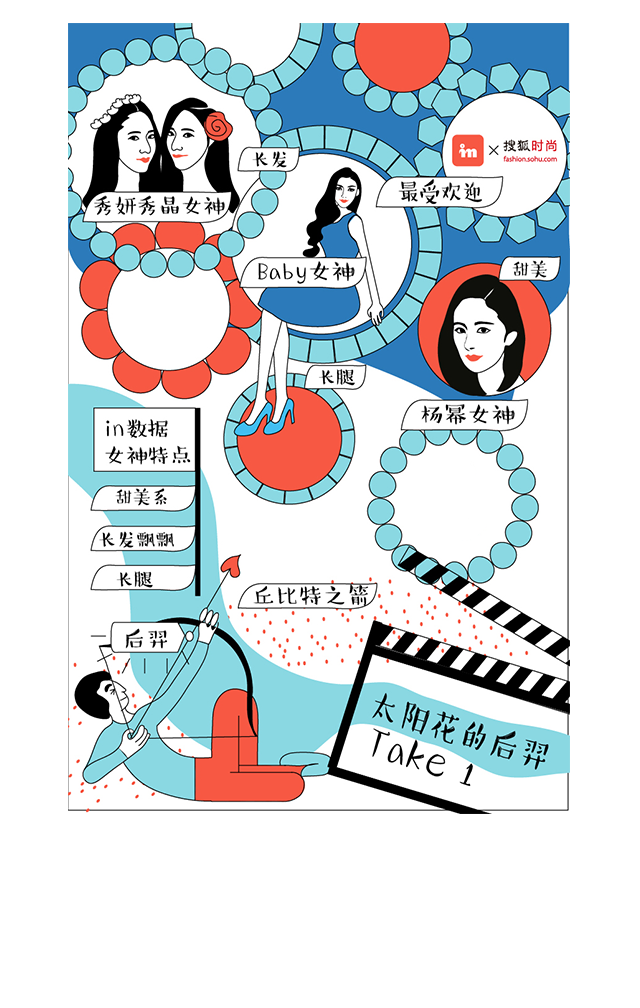 长发
in × 搜狐时尚
fashion.sohu.com
最受欢迎
秀妍秀晶女神
Baby女神
甜美
长腿
杨幂女神
in数据
女神特点
甜美系
长发飘飘
长腿
丘比特之箭
后羿
太阳花的后羿
Take 1